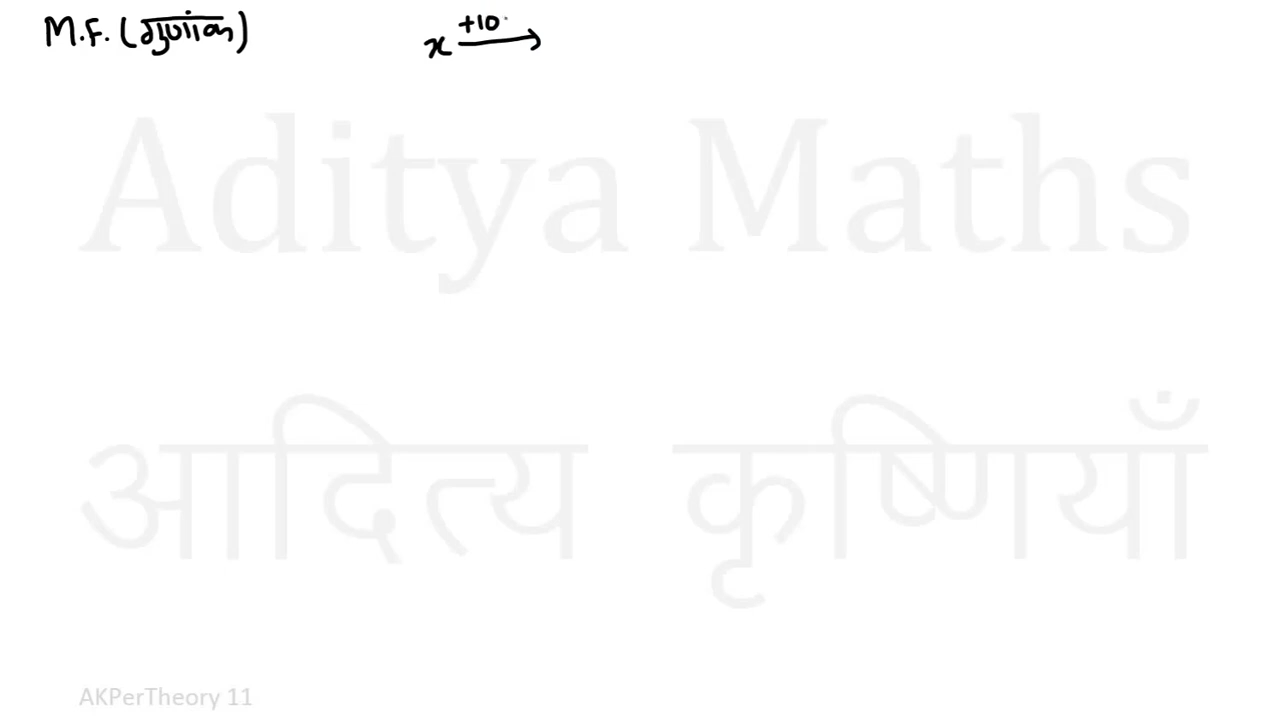 M.F. (गुणांक) x +10 →
Aditya Maths
आदित्य कृष्णियाँ
AKPerTheory 11